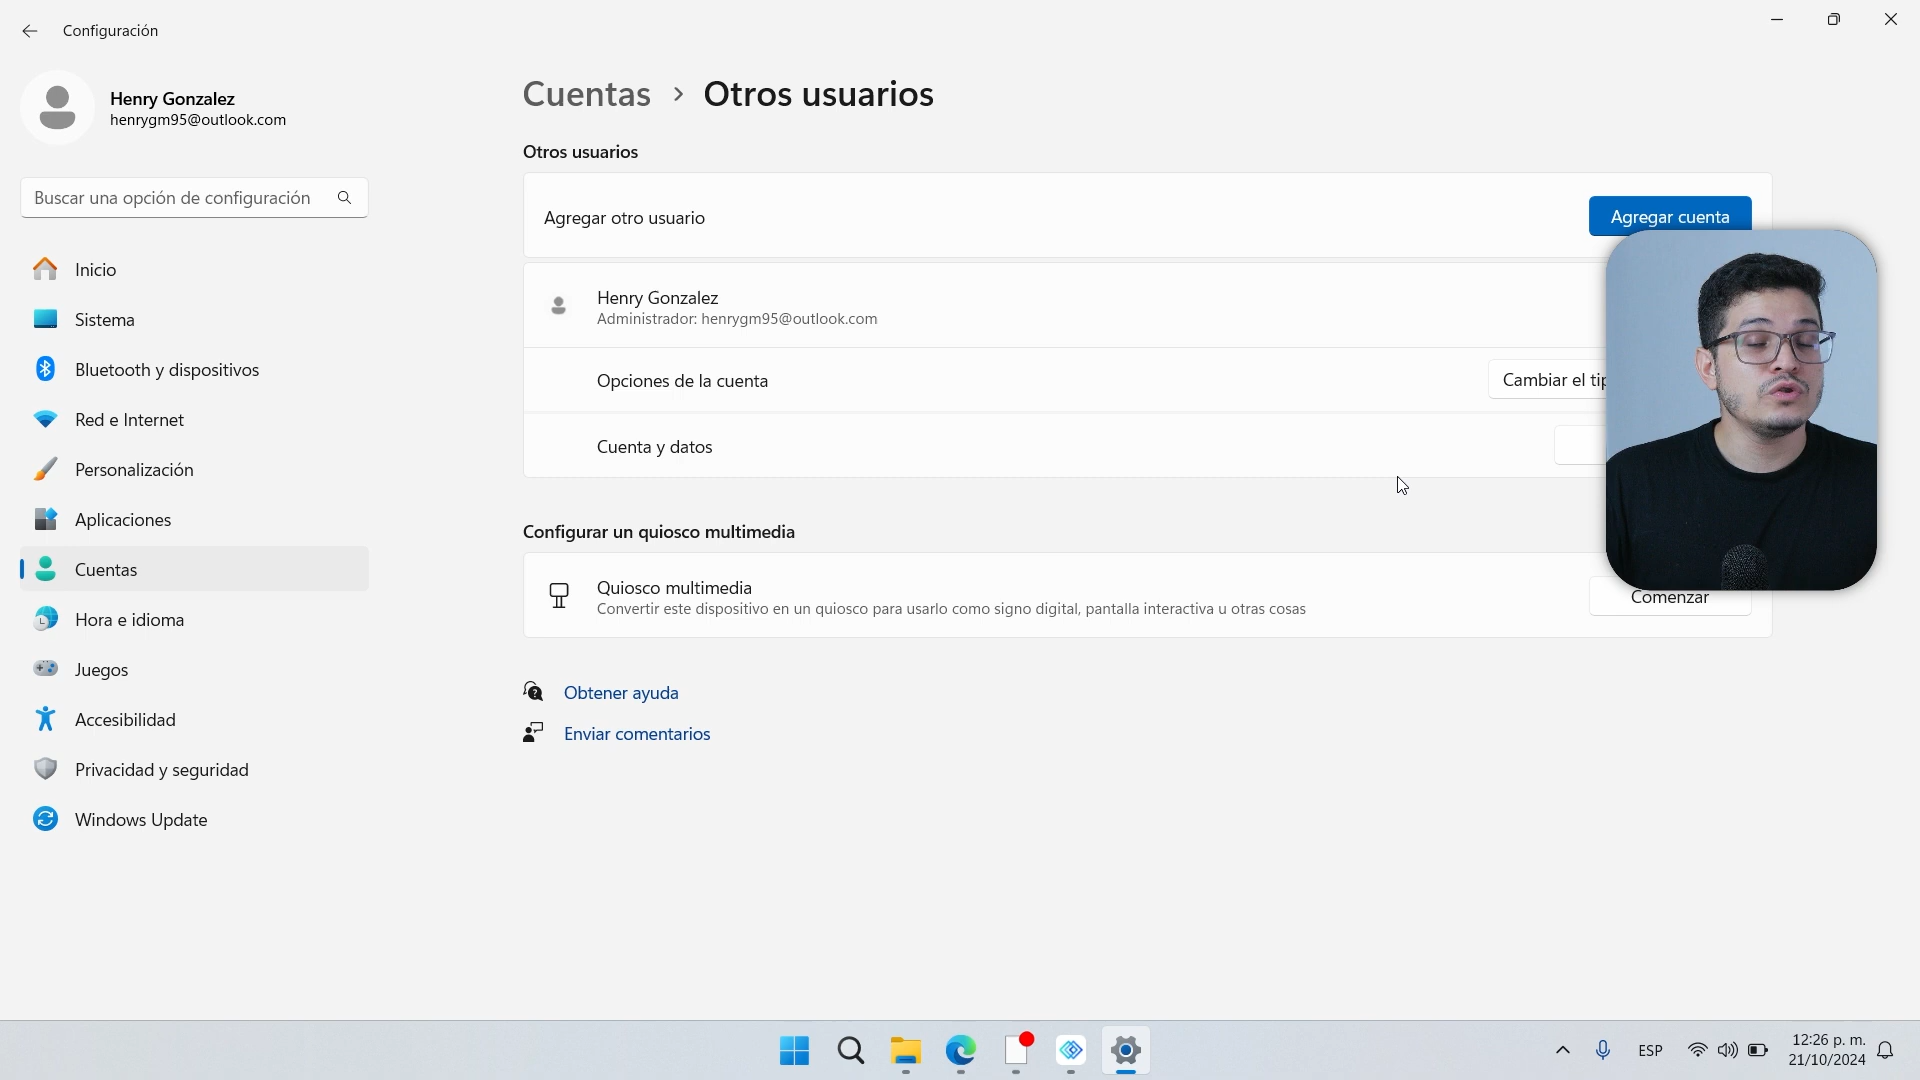 Configuración
Henry Gonzalez
henrygm95@outlook.com
Buscar una opción de configuración
Inicio
Sistema
Bluetooth y dispositivos
Red e Internet
Personalización
Aplicaciones
Cuentas
Hora e idioma
Juegos
Accesibilidad
Privacidad y seguridad
Windows Update
Cuentas > Otros usuarios
Otros usuarios
Agregar otro usuario
Agregar cuenta
Henry Gonzalez
Administrador: henrygm95@outlook.com
Opciones de la cuenta
Cambiar el tip
Cuenta y datos
Configurar un quiosco multimedia
Quiosco multimedia
Convertir este dispositivo en un quiosco para usarlo como signo digital, pantalla interactiva u otras cosas
Comenzar
Obtener ayuda
Enviar comentarios
ESP
12:26 p. m.
21/10/2024